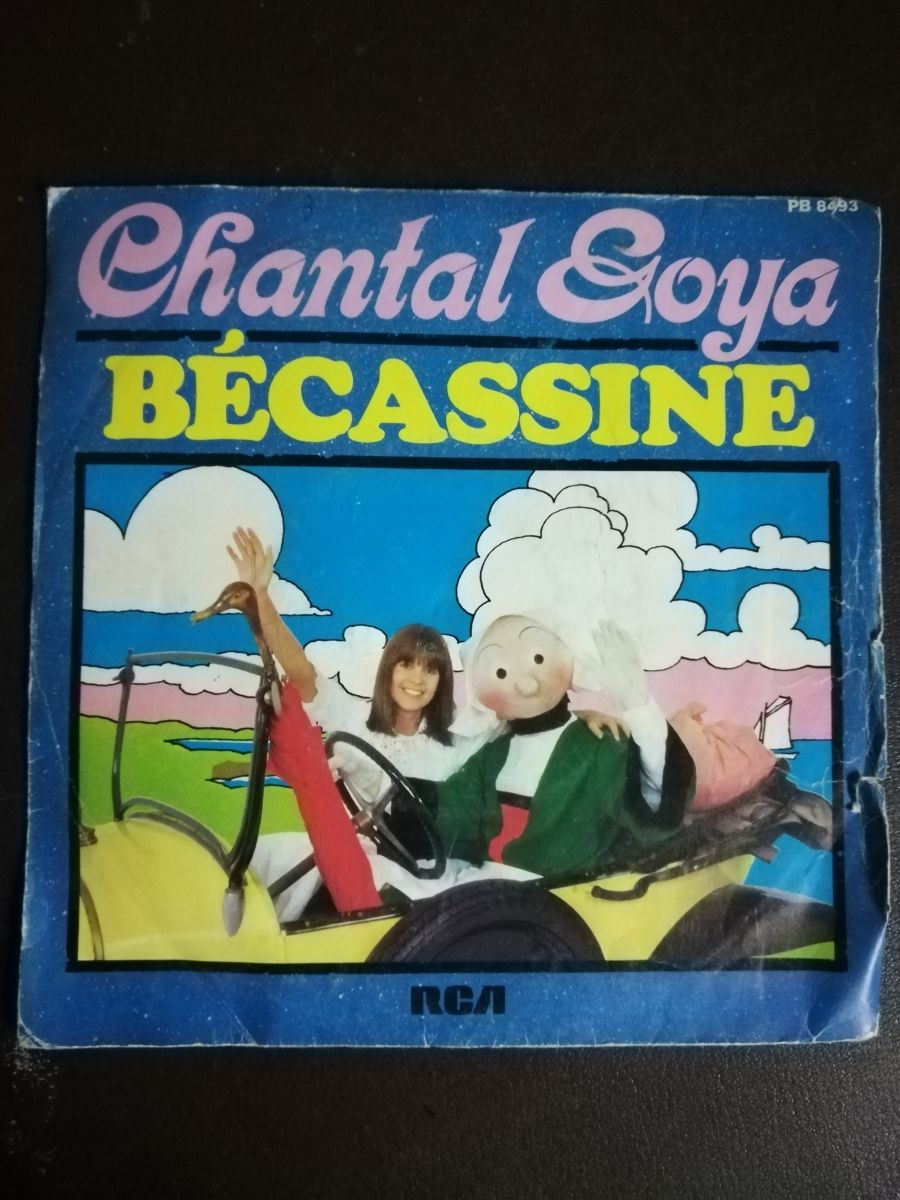 PB 8493
Chantal Goya
BÉCASSINE
RCA